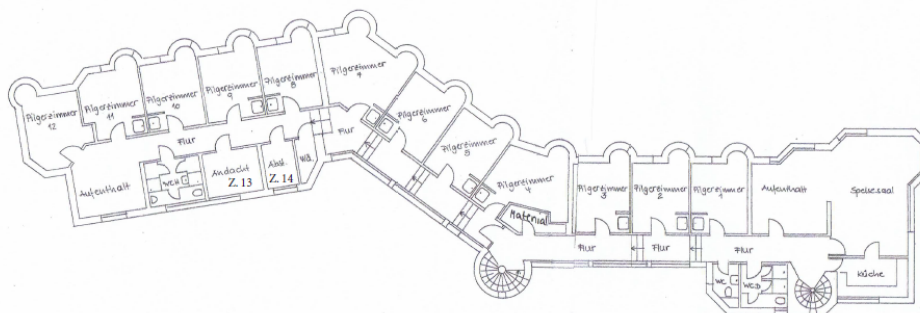 Pilgerzimmer
12
Pilgerzimmer
11
Pilgerzimmer
10
Pilgerzimmer
9
Pilgerzimmer
8
Pilgerzimmer
7
Pilgerzimmer
6
Pilgerzimmer
5
Pilgerzimmer
4
Pilgerzimmer
3
Pilgerzimmer
2
Pilgerzimmer
1
Aufenthalt
Speisesaal
Flur
Flur
Aufenthalt
WC H
Andacht
Z. 13
Abst.
Z. 14
Material
Flur
Flur
Flur
WC
WC D
Küche